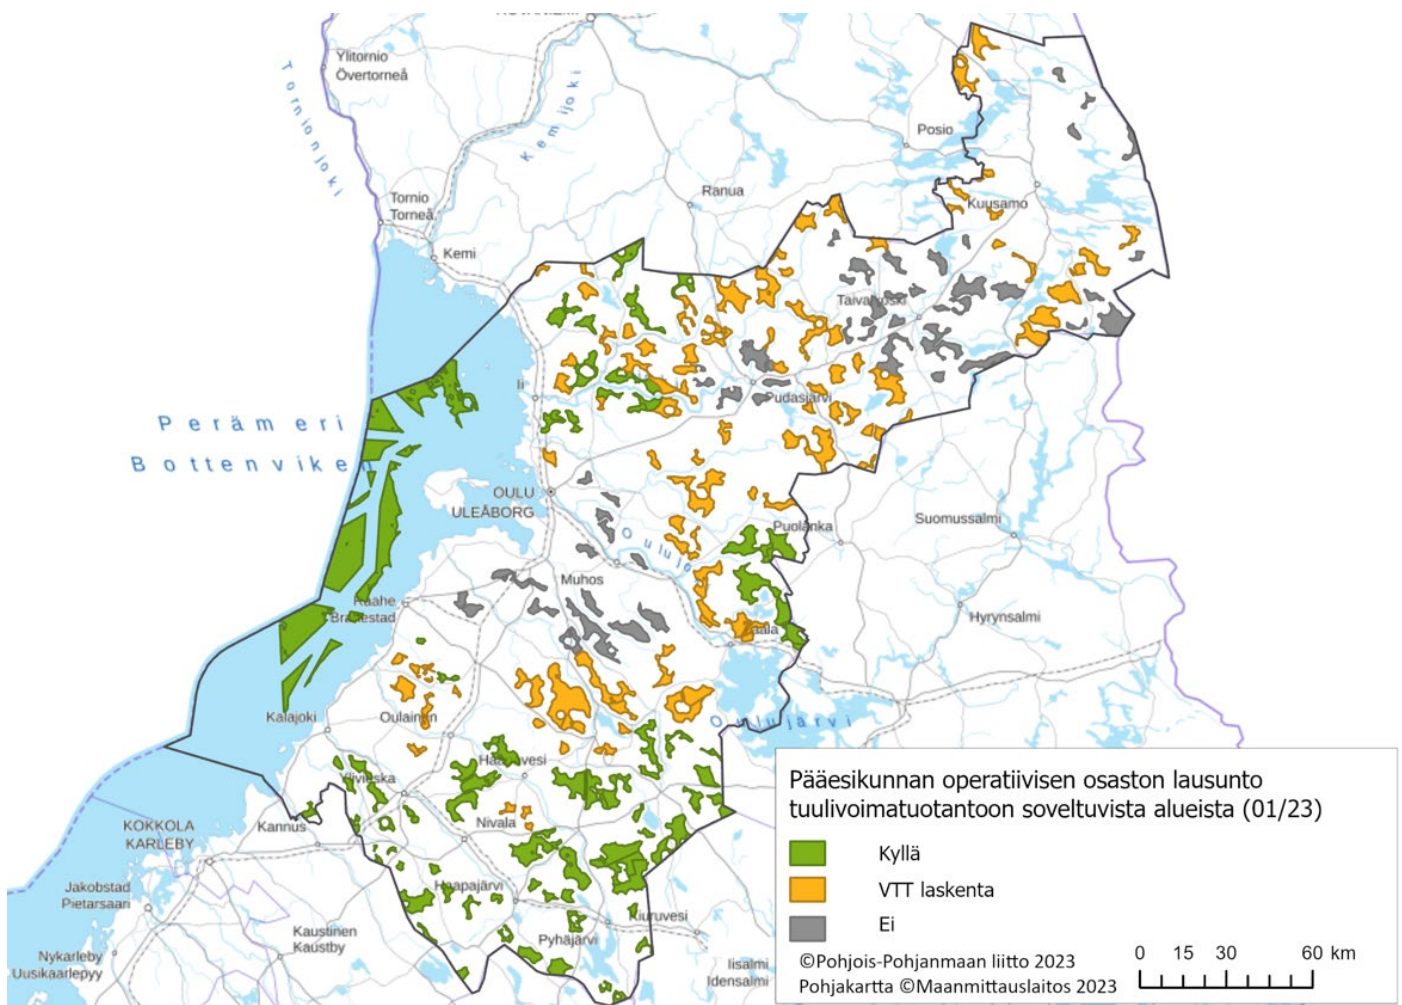 Ylitornio
Övertorneå
Tornionjoki
Kemijoki
Posio
Ranua
Tornio
Torneå
Kuusamo
Kemi
Taivalkoski
Ii
Pudasjärvi
Perämeri
Bottenviken
OULU
ULEÅBORG
Puolanka
Suomussalmi
Muhos
Raahe
Brahestad
Hyrynsalmi
Vaala
Kalajoki
Oulainen
Oulujärvi
Haapavesi
Ylivieska
KOKKOLA
KARLEBY
Kannus
Nivala
Jakobstad
Pietarsaari
Haapajärvi
Kiuruvesi
Kaustinen
Kaustby
Pyhäjärvi
Nykarleby
Uusikaarlepyy
Iisalmi
Idensalmi
Pääesikunnan operatiivisen osaston lausunto
tuulivoimatuotantoon soveltuvista alueista (01/23)
Kyllä
VTT laskenta
Ei
©Pohjois-Pohjanmaan liitto 2023
Pohjakartta ©Maanmittauslaitos 2023
0 15 30 60 km